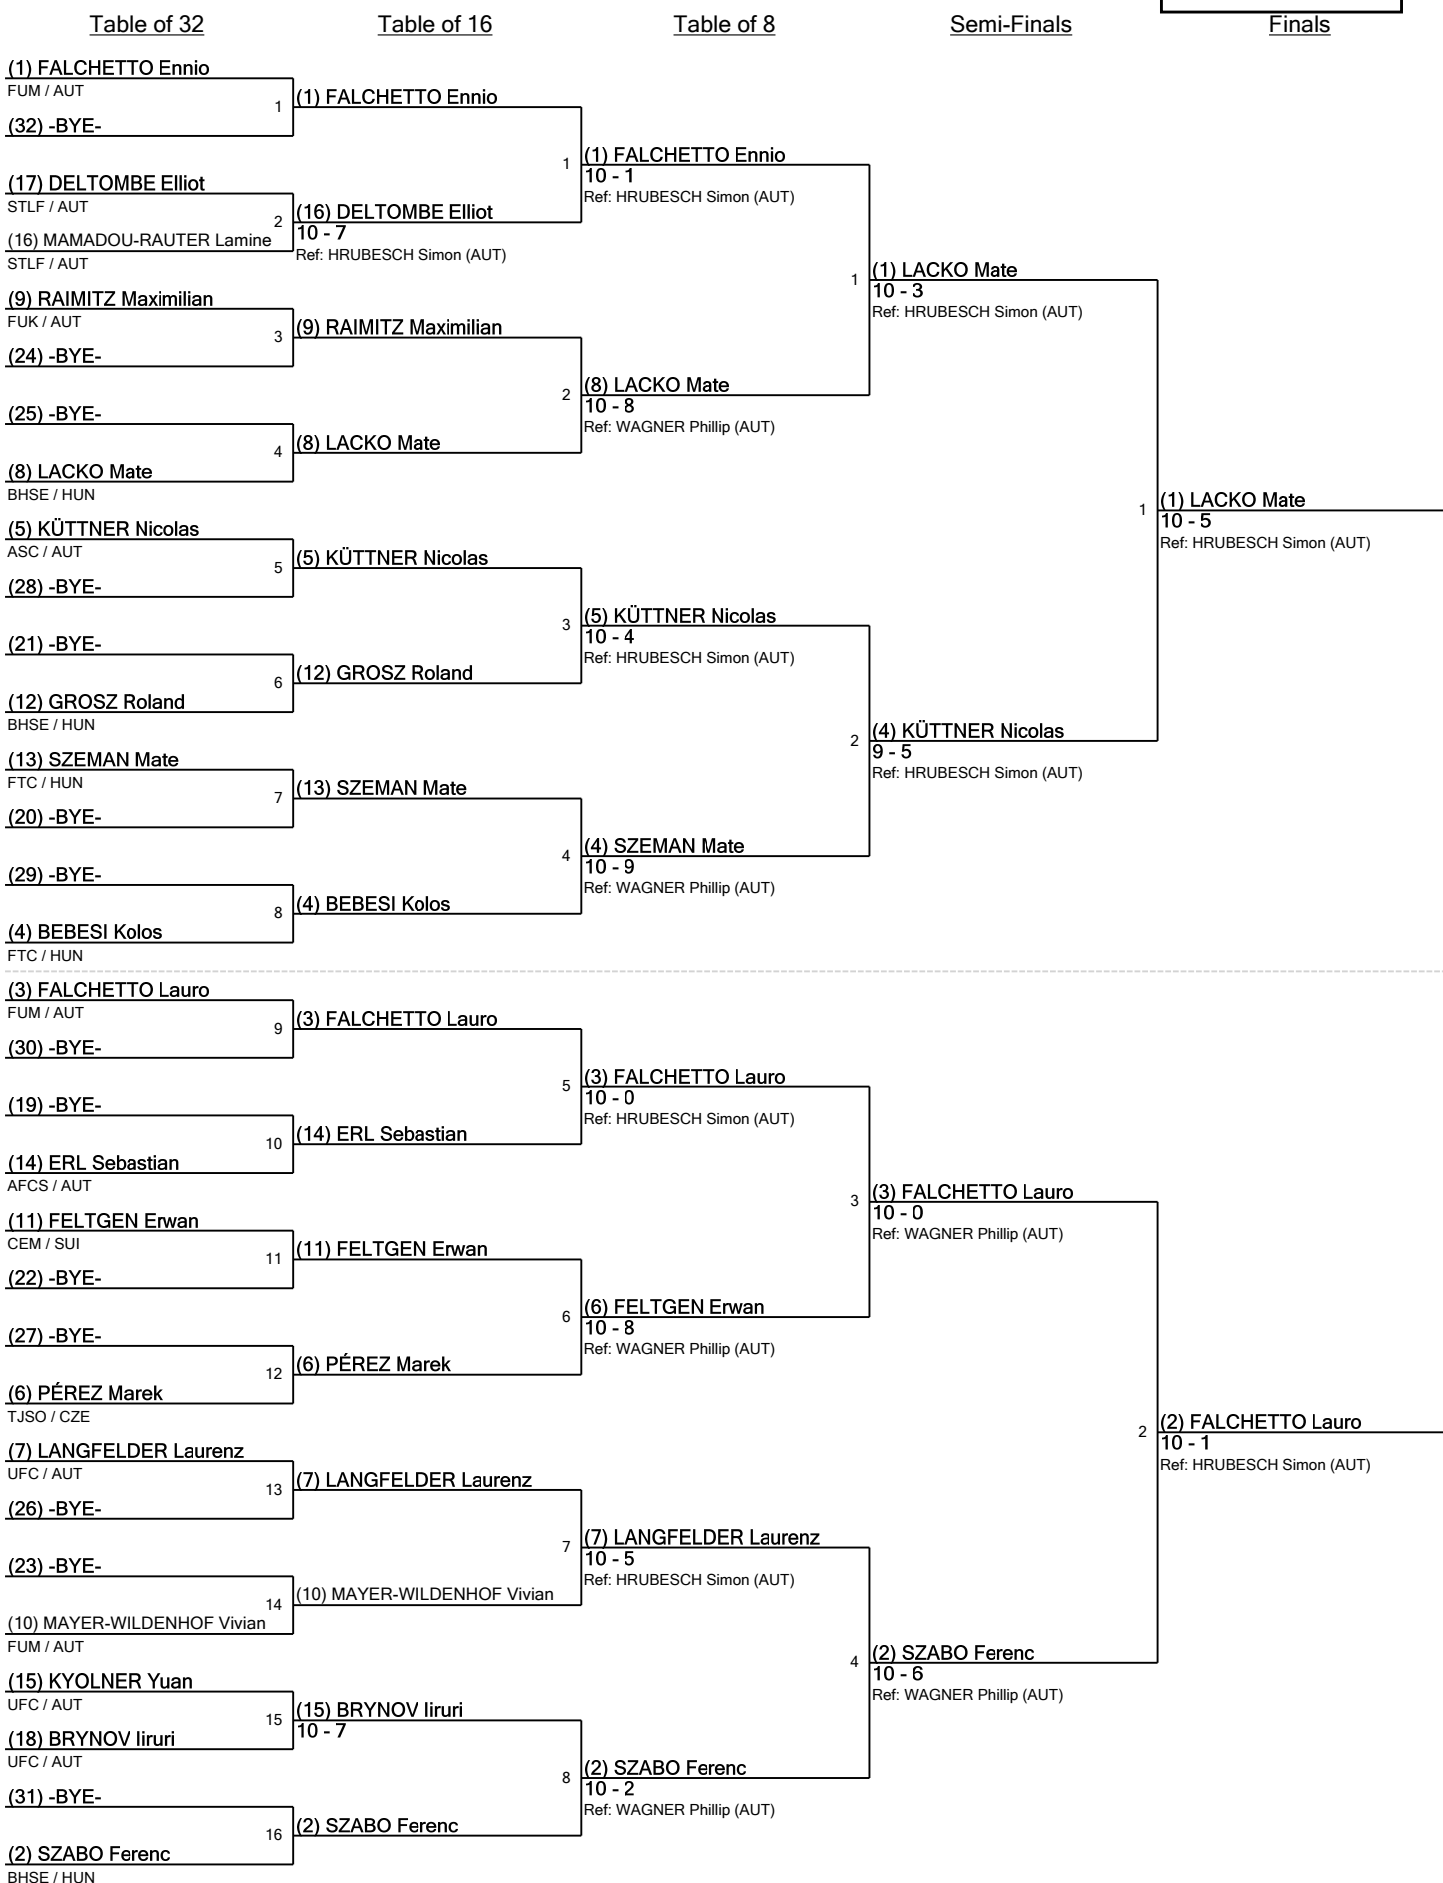 Table of 32
Table of 16
Table of 8
Semi-Finals
Finals
(1) FALCHETTO Ennio
FUM / AUT
(32) -BYE-
(17) DELTOMBE Elliot
STLF / AUT
(16) MAMADOU-RAUTER Lamine
STLF / AUT
(9) RAIMITZ Maximilian
FUK / AUT
(24) -BYE-
(25) -BYE-
(8) LACKO Mate
BHSE / HUN
(5) KÜTTNER Nicolas
ASC / AUT
(28) -BYE-
(21) -BYE-
(12) GROSZ Roland
BHSE / HUN
(13) SZEMAN Mate
FTC / HUN
(20) -BYE-
(29) -BYE-
(4) BEBESI Kolos
FTC / HUN
(3) FALCHETTO Lauro
FUM / AUT
(30) -BYE-
(19) -BYE-
(14) ERL Sebastian
AFCS / AUT
(11) FELTGEN Erwan
CEM / SUI
(22) -BYE-
(27) -BYE-
(6) PÉREZ Marek
TJSO / CZE
(7) LANGFELDER Laurenz
UFC / AUT
(26) -BYE-
(23) -BYE-
(10) MAYER-WILDENHOF Vivian
FUM / AUT
(15) KYOLNER Yuan
UFC / AUT
(18) BRYNOV Iiruri
UFC / AUT
(31) -BYE-
(2) SZABO Ferenc
BHSE / HUN
1
2
3
4
5
6
7
8
9
10
11
12
13
14
15
16
(1) FALCHETTO Ennio
(16) DELTOMBE Elliot
10 - 7
Ref: HRUBESCH Simon (AUT)
(9) RAIMITZ Maximilian
(8) LACKO Mate
(5) KÜTTNER Nicolas
(12) GROSZ Roland
(13) SZEMAN Mate
(4) BEBESI Kolos
(3) FALCHETTO Lauro
(14) ERL Sebastian
(11) FELTGEN Erwan
(6) PÉREZ Marek
(7) LANGFELDER Laurenz
(10) MAYER-WILDENHOF Vivian
(15) BRYNOV Iiruri
10 - 7
(2) SZABO Ferenc
1
2
3
4
5
6
7
8
(1) FALCHETTO Ennio
10 - 1
Ref: HRUBESCH Simon (AUT)
(8) LACKO Mate
10 - 8
Ref: WAGNER Phillip (AUT)
(5) KÜTTNER Nicolas
10 - 4
Ref: HRUBESCH Simon (AUT)
(4) SZEMAN Mate
10 - 9
Ref: WAGNER Phillip (AUT)
(3) FALCHETTO Lauro
10 - 0
Ref: HRUBESCH Simon (AUT)
(6) FELTGEN Erwan
10 - 8
Ref: WAGNER Phillip (AUT)
(7) LANGFELDER Laurenz
10 - 5
Ref: HRUBESCH Simon (AUT)
(2) SZABO Ferenc
10 - 2
Ref: WAGNER Phillip (AUT)
1
2
3
4
(1) LACKO Mate
10 - 3
Ref: HRUBESCH Simon (AUT)
(4) KÜTTNER Nicolas
9 - 5
Ref: HRUBESCH Simon (AUT)
(3) FALCHETTO Lauro
10 - 0
Ref: WAGNER Phillip (AUT)
(2) SZABO Ferenc
10 - 6
Ref: WAGNER Phillip (AUT)
1
2
(1) LACKO Mate
10 - 5
Ref: HRUBESCH Simon (AUT)
(2) FALCHETTO Lauro
10 - 1
Ref: HRUBESCH Simon (AUT)